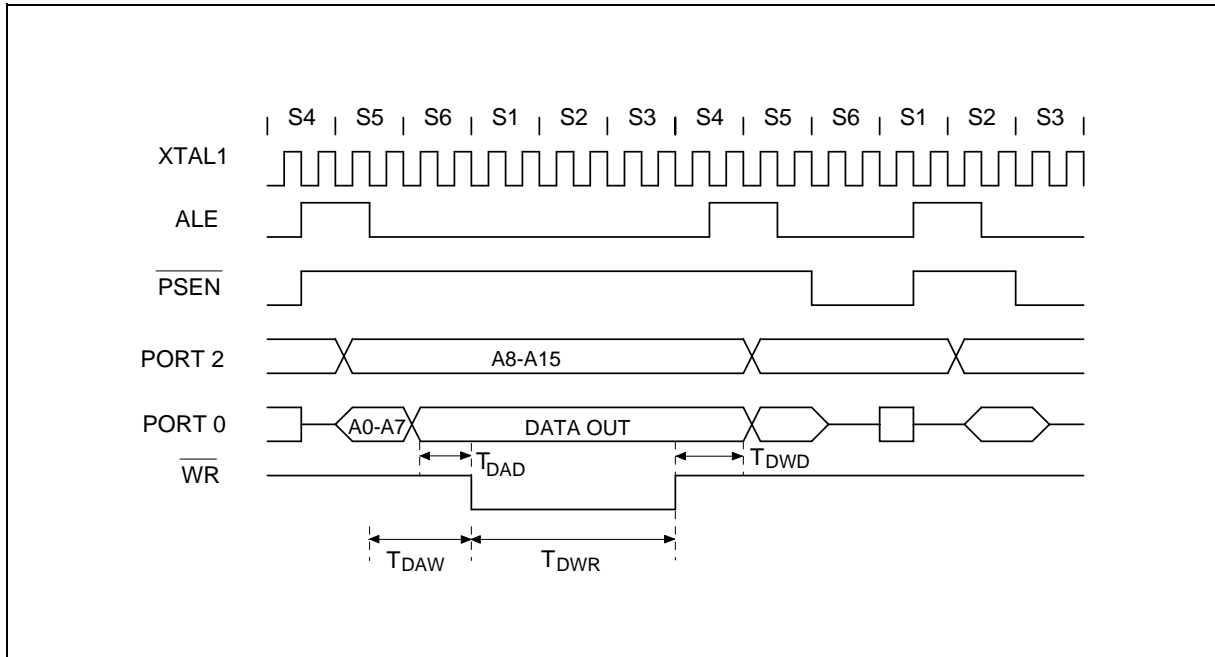 S4 S5 S6 S1 S2 S3 S4 S5 S6 S1 S2 S3
XTAL1
ALE
PSEN
PORT 2 A8-A15
PORT 0 A0-A7 DATA OUT
TDAD TDWD
WR
TDAW TDWR